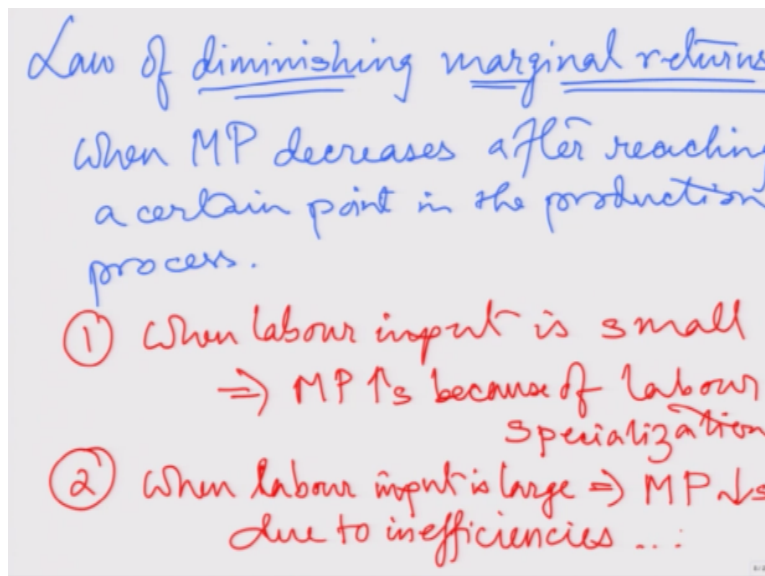 Law of diminishing marginal returns
When MP decreases after reaching
a certain point in the production
process.
① When labour input is small
⇒ MP ↑s because of labour
specialization
② When labour input is large ⇒ MP ↓s
due to inefficiencies ...